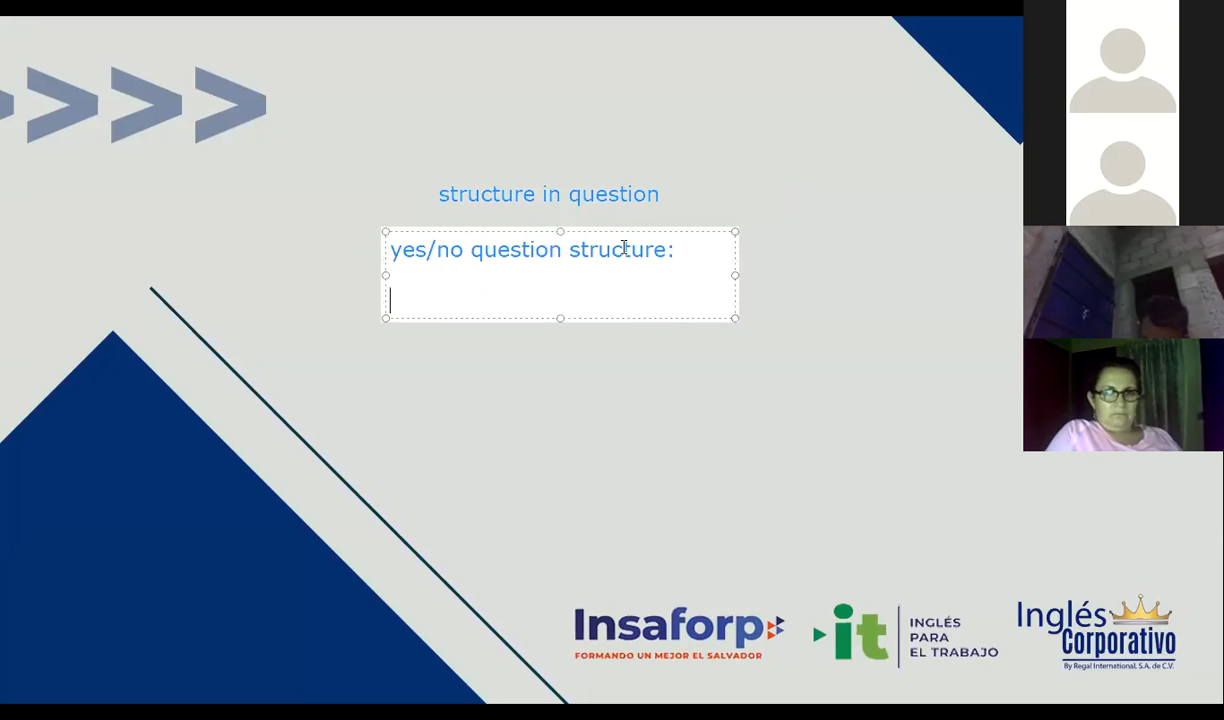 structure in question
yes/no question structure:
Insaforp
FORMANDO UN MEJOR EL SALVADOR
it
INGLÉS
PARA
EL TRABAJO
Inglés
Corporativo
By Regal International, S.A. de C.V.